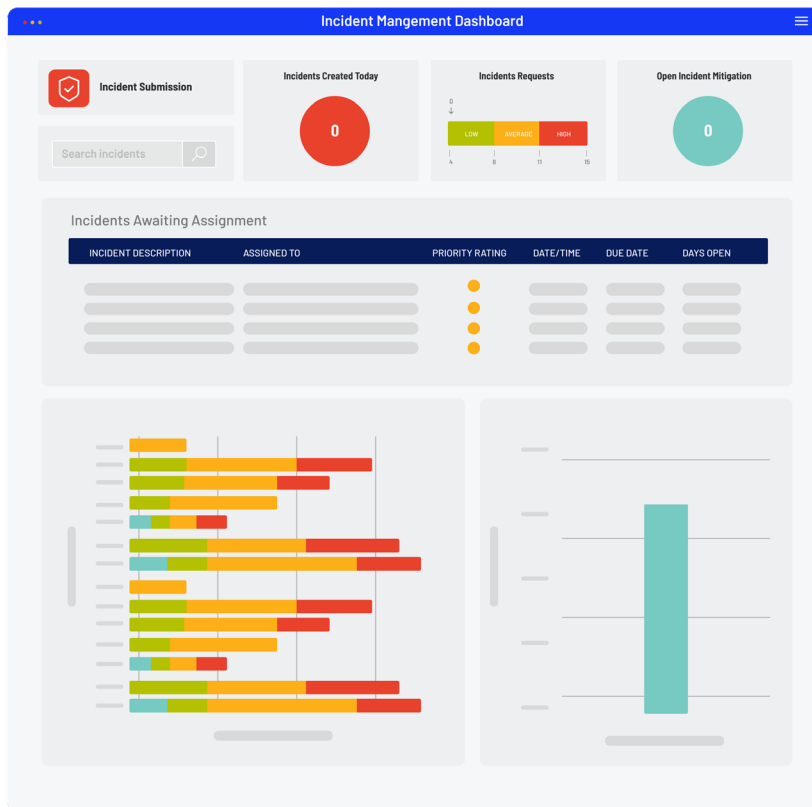 Incident Mangement Dashboard
Incident Submission
Search incidents
Incidents Created Today
0
Incidents Requests
0
LOW AVERAGE HIGH
4 8 11 15
Open Incident Mitigation
0
Incidents Awaiting Assignment
INCIDENT DESCRIPTION ASSIGNED TO PRIORITY RATING DATE/TIME DUE DATE DAYS OPEN